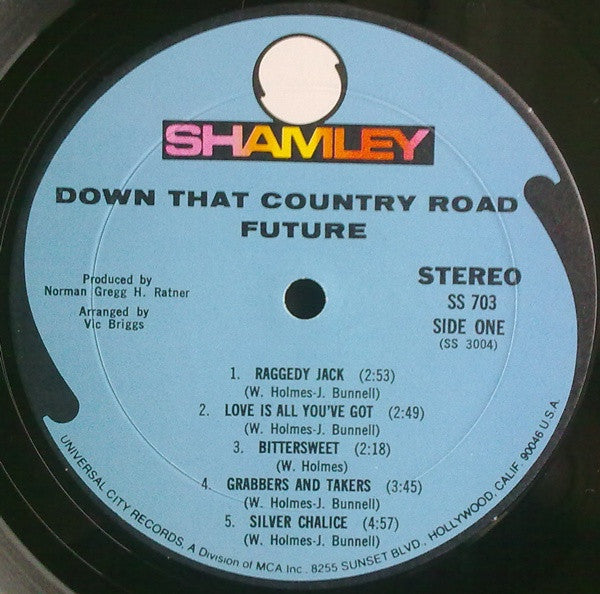 SHAMLEY
DOWN THAT COUNTRY ROAD
FUTURE
Produced by
Norman Gregg H. Ratner
Arranged by
Vic Briggs
STEREO
SS 703
SIDE ONE
(SS 3004)
1. RAGGEDY JACK (2:53)
(W. Holmes-J. Bunnell)
2. LOVE IS ALL YOU'VE GOT (2:49)
(W. Holmes-J. Bunnell)
3. BITTERSWEET (2:18)
(W. Holmes)
4. GRABBERS AND TAKERS (3:45)
(W. Holmes-J. Bunnell)
5. SILVER CHALICE (4:57)
(W. Holmes-J. Bunnell)
UNIVERSAL CITY RECORDS, A Division of MCA Inc. 8255 SUNSET BLVD. HOLLYWOOD, CALIF. 90046 U.S.A.